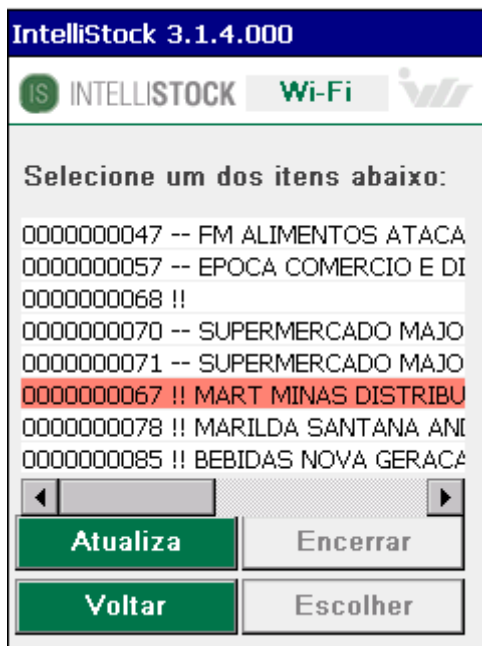 IntelliStock 3.1.4.000
IS INTELLISTOCK Wi-Fi
Selecione um dos itens abaixo:
0000000047 -- FM ALIMENTOS ATACA
0000000057 -- EPOCA COMERCIO E DI
0000000068 !!
0000000070 -- SUPERMERCADO MAJO
0000000071 -- SUPERMERCADO MAJO
0000000067 !! MART MINAS DISTRIBU
0000000078 !! MARILDA SANTANA AND
0000000085 !! BEBIDAS NOVA GERACA
Atualiza Encerrar
Voltar Escolher